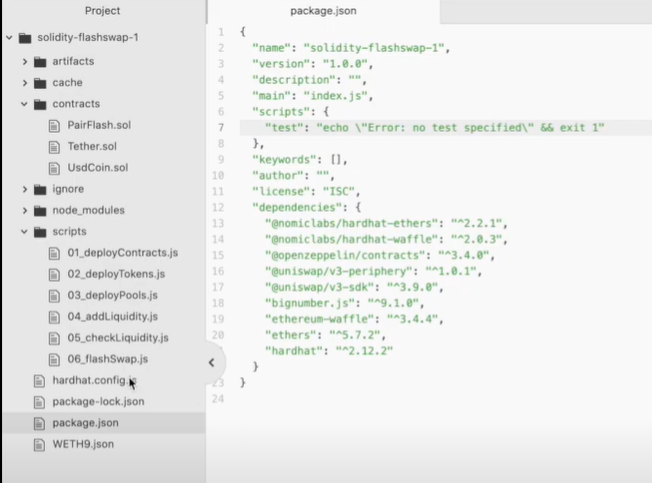 Project
solidity-flashswap-1
artifacts
cache
contracts
PairFlash.sol
Tether.sol
UsdCoin.sol
ignore
node_modules
scripts
01_deployContracts.js
02_deployTokens.js
03_deployPools.js
04_addLiquidity.js
05_checkLiquidity.js
06_flashSwap.js
hardhat.config.js
package-lock.json
package.json
WETH9.json
package.json
1 {
2 "name": "solidity-flashswap-1",
3 "version": "1.0.0",
4 "description": "",
5 "main": "index.js",
6 "scripts": {
7 "test": "echo \"Error: no test specified\" && exit 1"
8 },
9 "keywords": [],
10 "author": "",
11 "license": "ISC",
12 "dependencies": {
13 "@nomiclabs/hardhat-ethers": "^2.2.1",
14 "@nomiclabs/hardhat-waffle": "^2.0.3",
15 "@openzeppelin/contracts": "^3.4.0",
16 "@uniswap/v3-periphery": "^1.0.1",
17 "@uniswap/v3-sdk": "^3.9.0",
18 "bignumber.js": "^9.1.0",
19 "ethereum-waffle": "^3.4.4",
"ethers": "^5.7.2",
"hardhat": "^2.12.2"
}
23 }
24